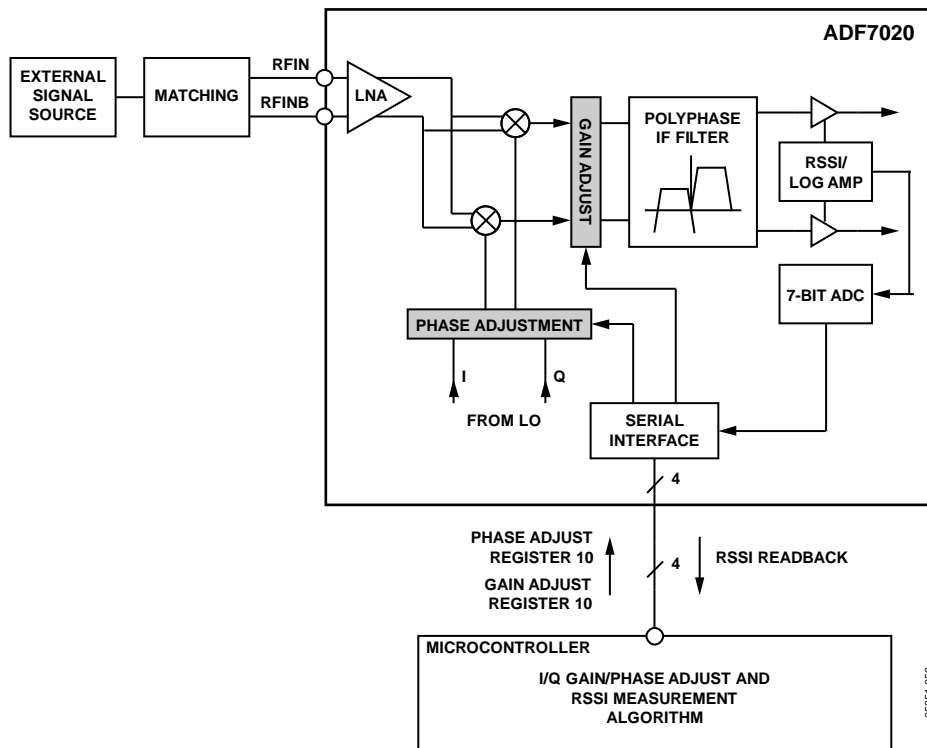 ADF7020
EXTERNAL
SIGNAL
SOURCE
MATCHING
RFIN
RFINB
LNA
GAIN ADJUST
POLYPHASE
IF FILTER
RSSI/
LOG AMP
7-BIT ADC
PHASE ADJUSTMENT
I
Q
FROM LO
SERIAL
INTERFACE
4
PHASE ADJUST
REGISTER 10
GAIN ADJUST
REGISTER 10
4
RSSI READBACK
MICROCONTROLLER
I/Q GAIN/PHASE ADJUST AND
RSSI MEASUREMENT
ALGORITHM